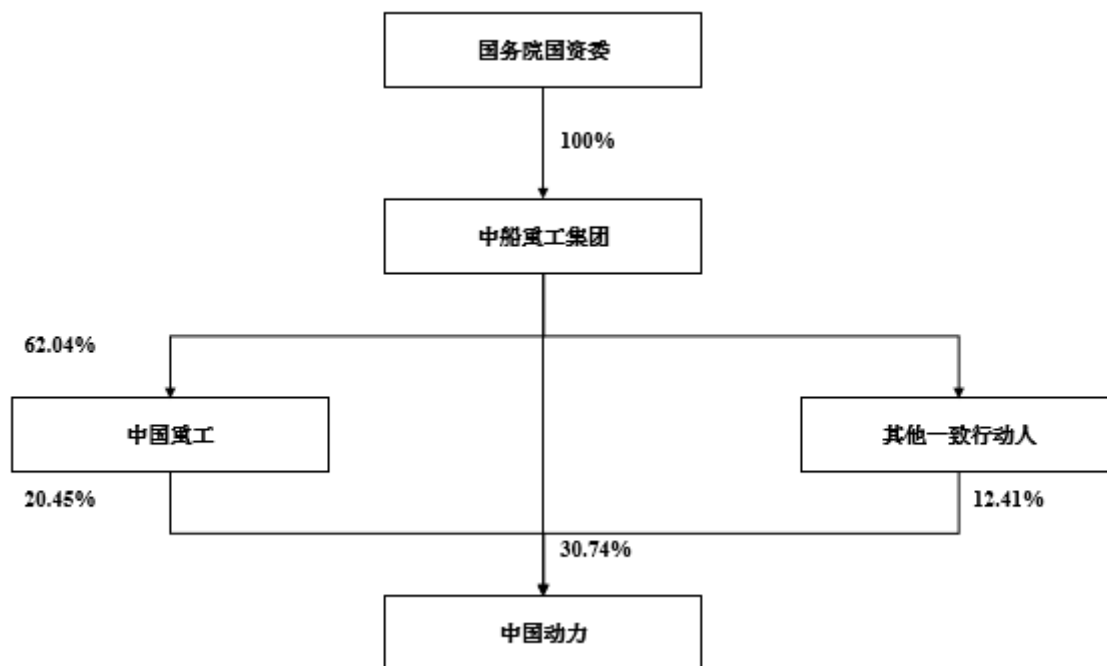 国务院国资委
100%
中船重工集团
62.04%
中国重工
其他一致行动人
20.45%
12.41%
30.74%
中国动力